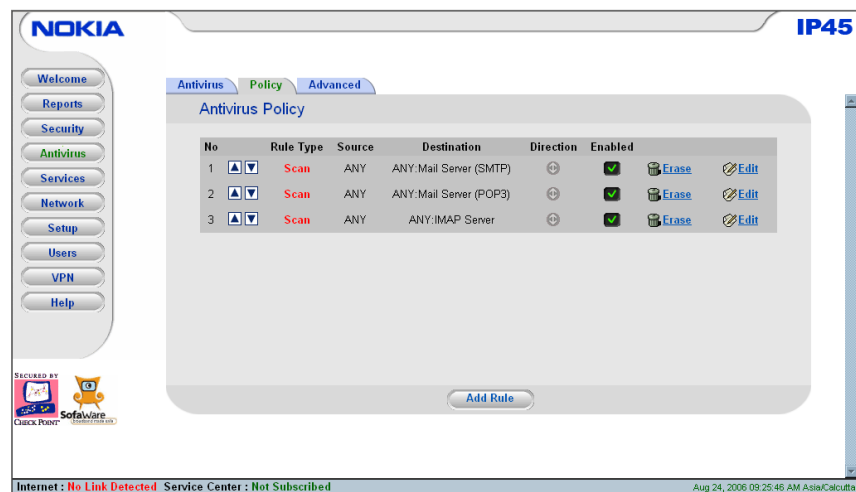 NOKIA
IP45
Welcome
Reports
Security
Antivirus
Services
Network
Setup
Users
VPN
Help
Antivirus Policy Advanced
Antivirus Policy
No Rule Type Source Destination Direction Enabled
1 Scan ANY ANY:Mail Server (SMTP) Erase Edit
2 Scan ANY ANY:Mail Server (POP3) Erase Edit
3 Scan ANY ANY:IMAP Server Erase Edit
Add Rule
SECURED BY
CHECK POINT
SofaWare
Internet : No Link Detected Service Center : Not Subscribed
Aug 24, 2006 09:25:46 AM Asia/Calcutta